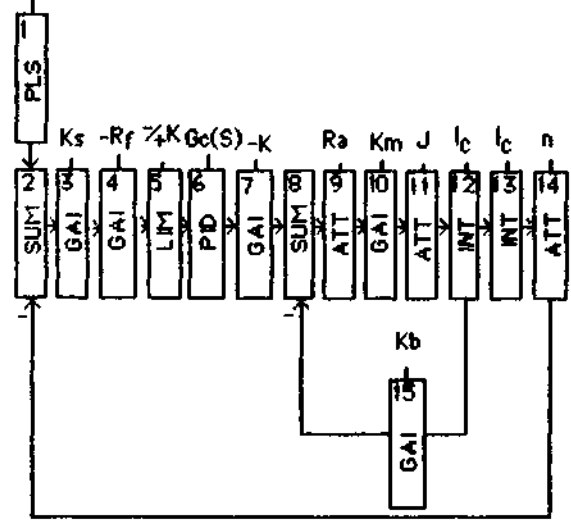 1
PLS
Ks -Rf -/+K Gc(S) -K Ra Km J Ic Ic n
2 3 4 5 6 7 8 9 10 11 12 13 14
SUM GAI GAI LIM PID GAI SUM ATT GAI ATT INT INT ATT
- -
Kb
15
GAI